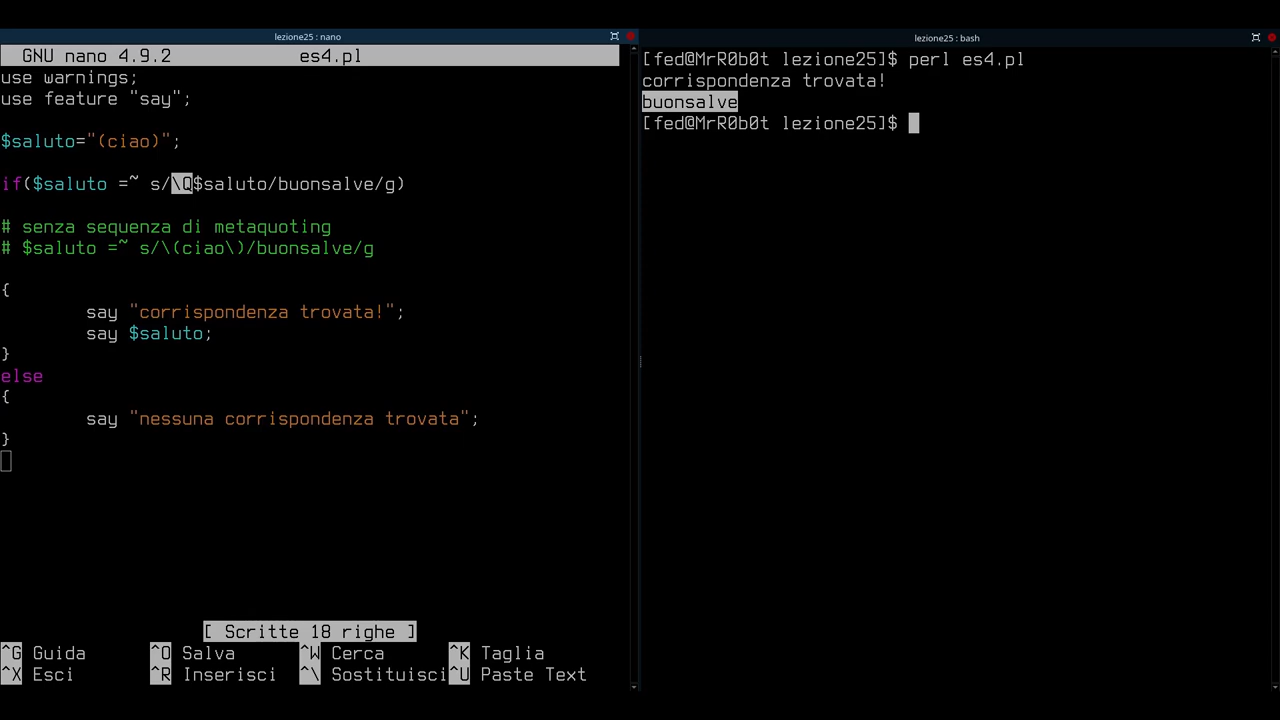 lezione25 : nano
GNU nano 4.9.2 es4.pl
use warnings;
use feature "say";
$saluto="(ciao)";
if($saluto =~ s/\Q$saluto/buonsalve/g)
# senza sequenza di metaquoting
# $saluto =~ s/\(ciao\)/buonsalve/g
{
say "corrispondenza trovata!";
say $saluto;
}
else
{
say "nessuna corrispondenza trovata";
}
[ Scritte 18 righe ]
^G Guida ^O Salva ^W Cerca ^K Taglia
^X Esci ^R Inserisci ^\ Sostituisci ^U Paste Text
lezione25 : bash
[fed@MrR0b0t lezione25]$ perl es4.pl
corrispondenza trovata!
buonsalve
[fed@MrR0b0t lezione25]$